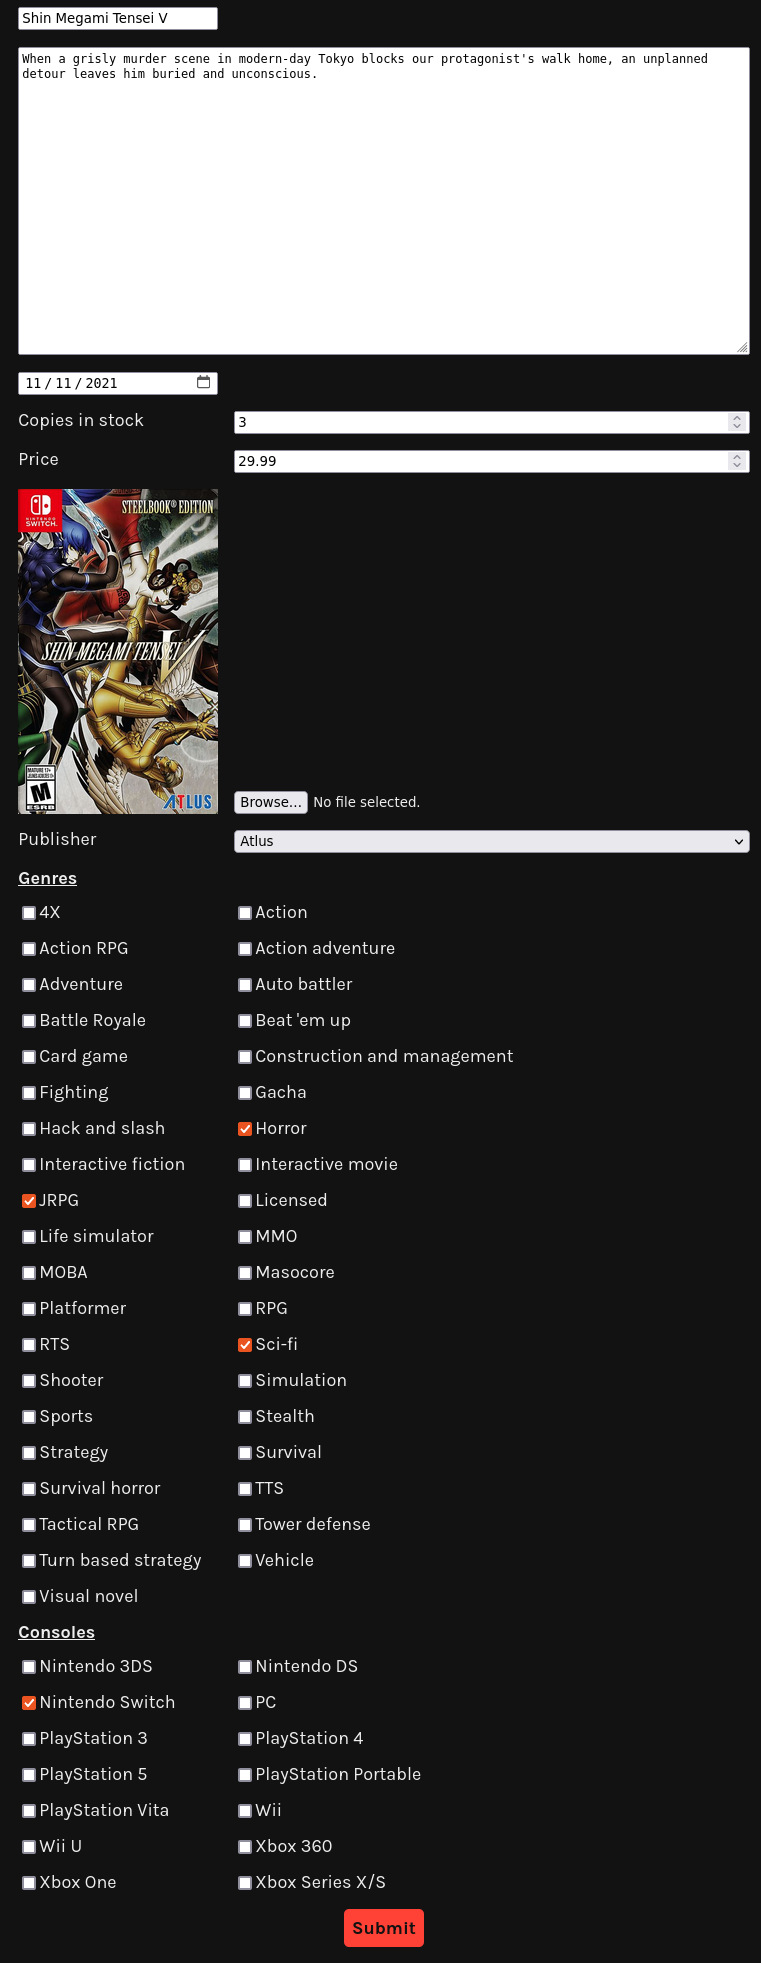 Shin Megami Tensei V
When a grisly murder scene in modern-day Tokyo blocks our protagonist's walk home, an unplanned
detour leaves him buried and unconscious.
11 / 11 / 2021
Copies in stock 3
Price 29.99
NINTENDO
SWITCH.
STEELBOOK® EDITION
SHIN MEGAMI TENSEI V
MATURE 17+
M
ESRB
ATLUS
Browse... No file selected.
Publisher Atlus
Genres
4X Action
Action RPG Action adventure
Adventure Auto battler
Battle Royale Beat 'em up
Card game Construction and management
Fighting Gacha
Hack and slash Horror
Interactive fiction Interactive movie
JRPG Licensed
Life simulator MMO
MOBA Masocore
Platformer RPG
RTS Sci-fi
Shooter Simulation
Sports Stealth
Strategy Survival
Survival horror TTS
Tactical RPG Tower defense
Turn based strategy Vehicle
Visual novel
Consoles
Nintendo 3DS Nintendo DS
Nintendo Switch PC
PlayStation 3 PlayStation 4
PlayStation 5 PlayStation Portable
PlayStation Vita Wii
Wii U Xbox 360
Xbox One Xbox Series X/S
Submit